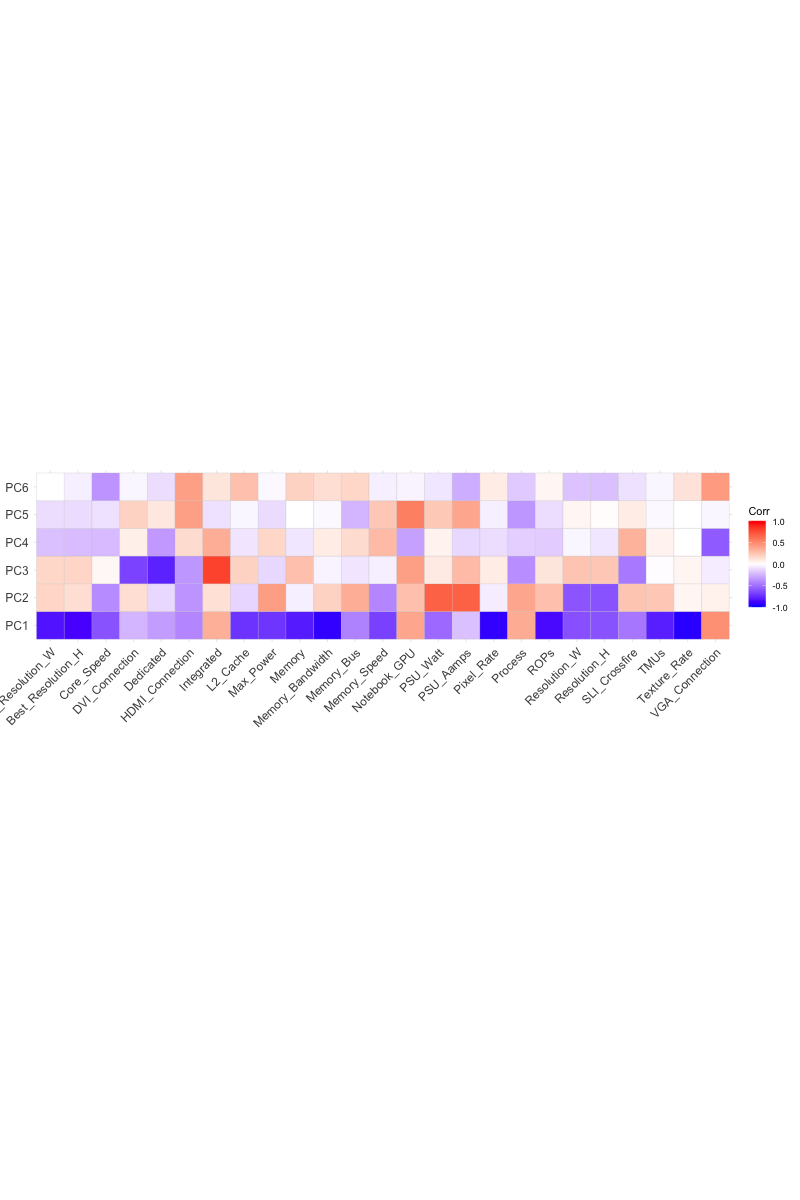 PC6
PC5
PC4
PC3
PC2
PC1
_Resolution_W
Best_Resolution_H
Core_Speed
DVI_Connection
Dedicated
HDMI_Connection
Integrated
L2_Cache
Max_Power
Memory
Memory_Bandwidth
Memory_Bus
Memory_Speed
Notebook_GPU
PSU_Watt
PSU_Aamps
Pixel_Rate
Process
ROPs
Resolution_W
Resolution_H
SLI_Crossfire
TMUs
Texture_Rate
VGA_Connection
Corr
1.0
0.5
0.0
-0.5
-1.0